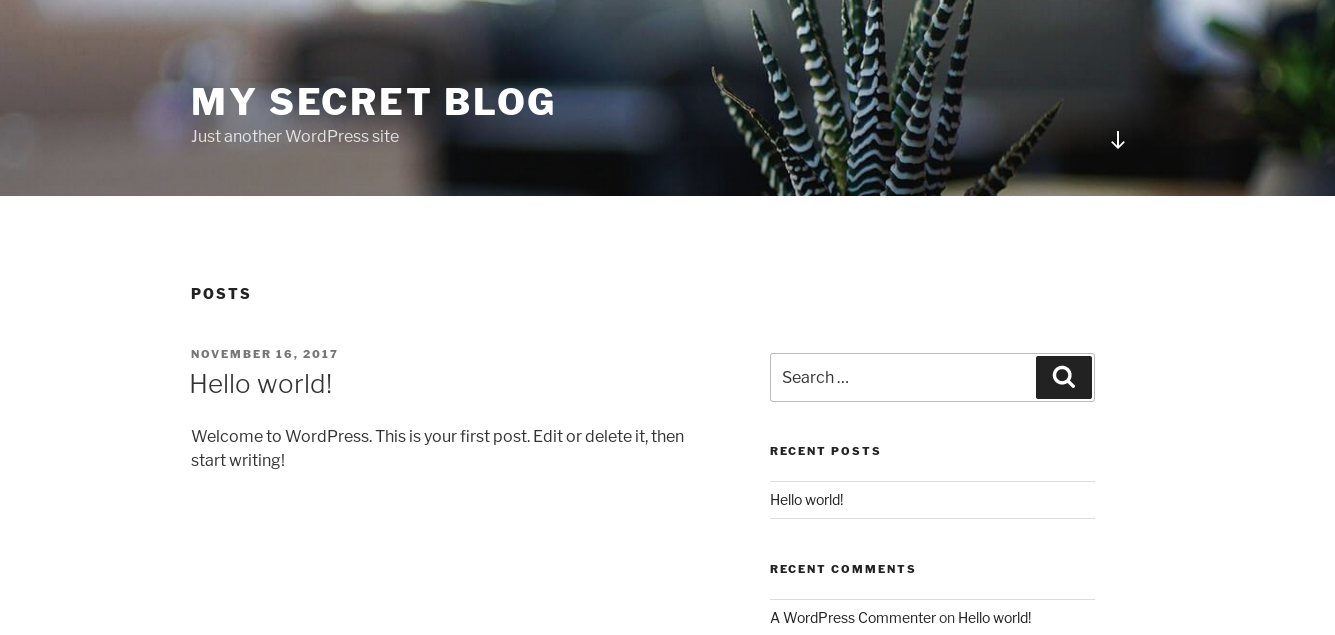 MY SECRET BLOG
Just another WordPress site
POSTS
NOVEMBER 16, 2017
Hello world!
Welcome to WordPress. This is your first post. Edit or delete it, then
start writing!
Search …
RECENT POSTS
Hello world!
RECENT COMMENTS
A WordPress Commenter on Hello world!